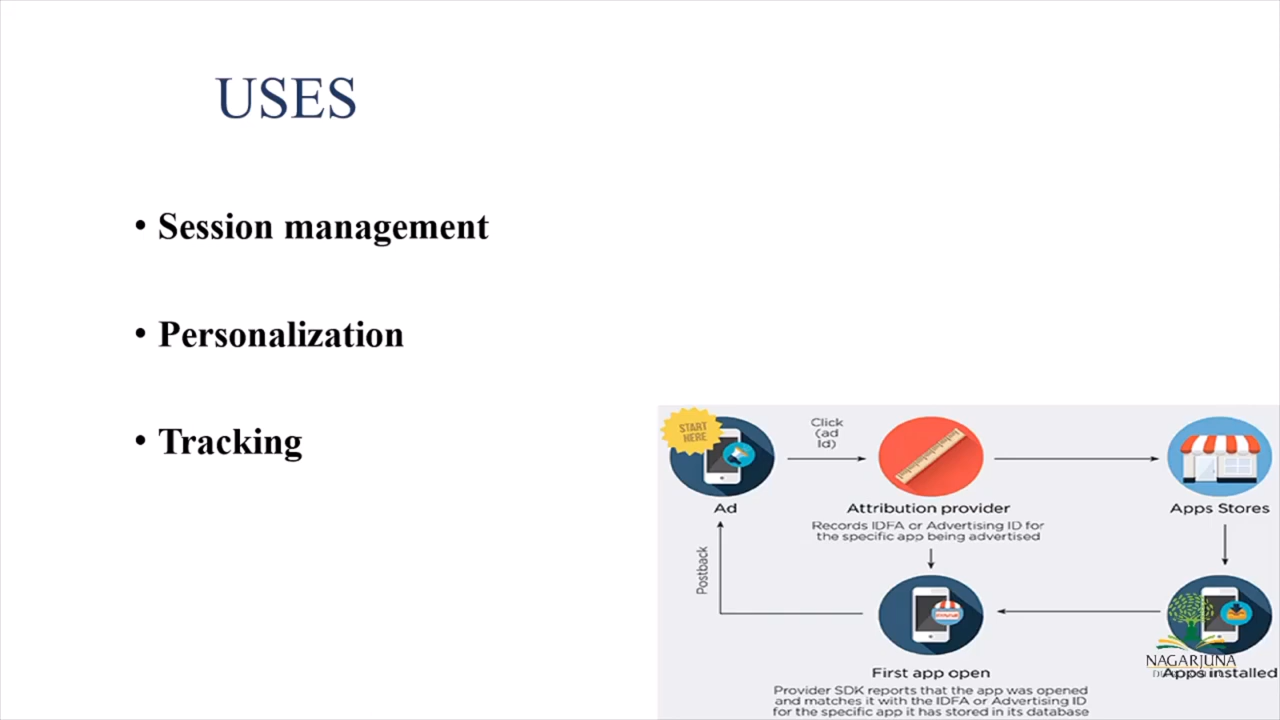 USES
• Session management
• Personalization
• Tracking
START
HERE
Click
(ad
Id)
Ad
Attribution provider
Apps Stores
Records IDFA or Advertising ID for
the specific app being advertised
Postback
NAGARJUNA
First app open
Apps installed
Provider SDK reports that the app was opened
and matches it with the IDFA or Advertising ID
for the specific app it has stored in its database